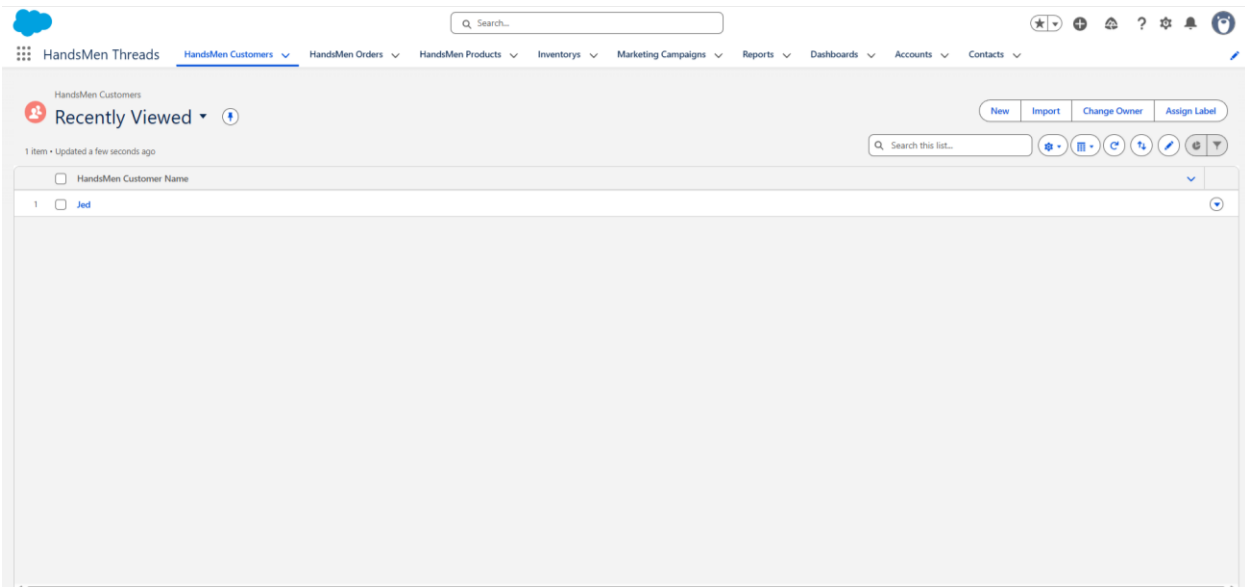 Search...
HandsMen Threads HandsMen Customers HandsMen Orders HandsMen Products Inventorys Marketing Campaigns Reports Dashboards Accounts Contacts
HandsMen Customers
Recently Viewed
New Import Change Owner Assign Label
1 item • Updated a few seconds ago
Search this list...
HandsMen Customer Name
1 Jed